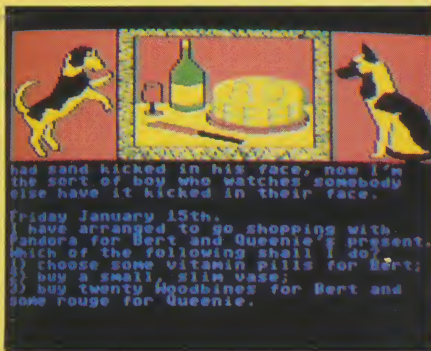 had sand kicked in his face, now I'm
the sort of boy who watches somebody
else have it kicked in their face.
Friday January 15th.
I have arranged to go shopping with
Pandora for Bert and Queenie's present.
Which of the following shall I do?
1) choose some vitamin pills for Bert;
2) buy a small, slim vase;
3) buy twenty Woodbines for Bert and
some rouge for Queenie.